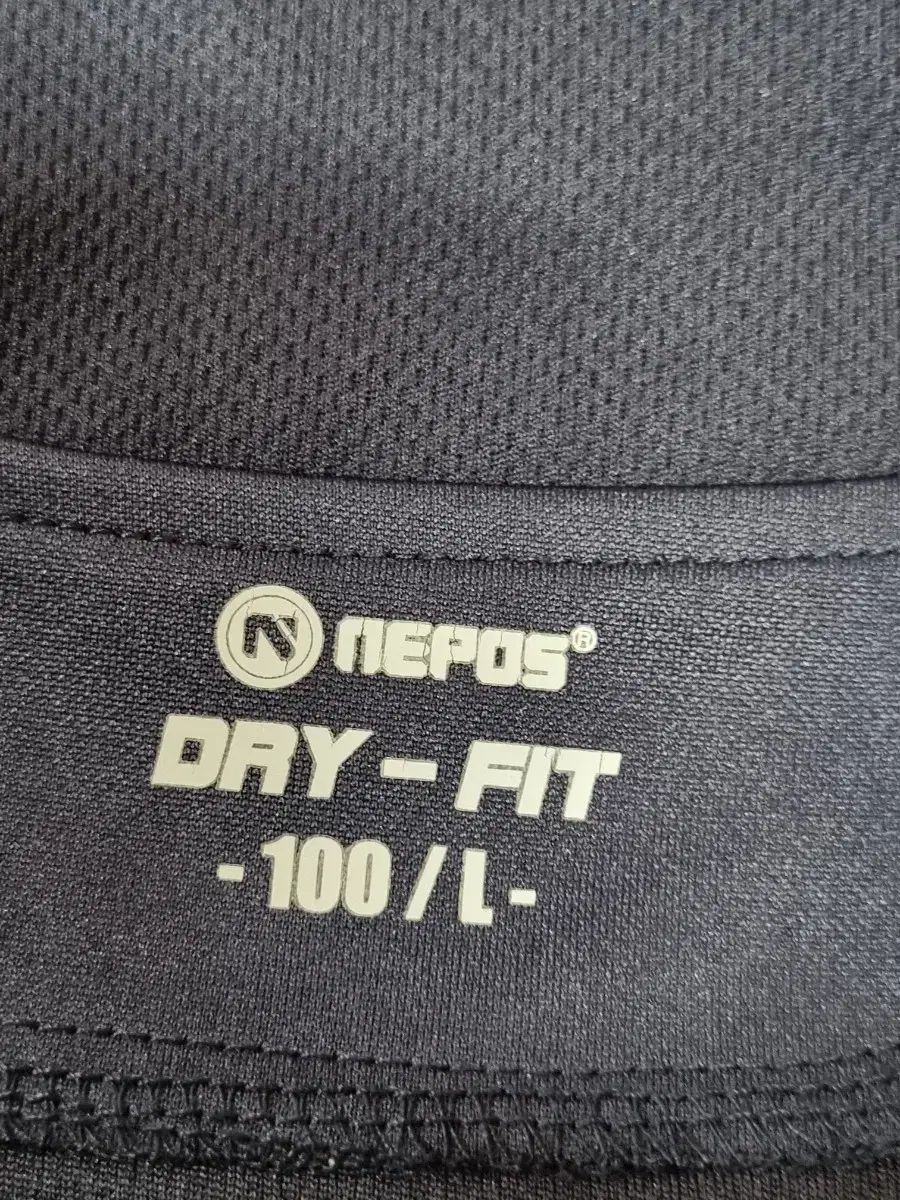 NEPOS®
DRY - FIT
- 100 / L -